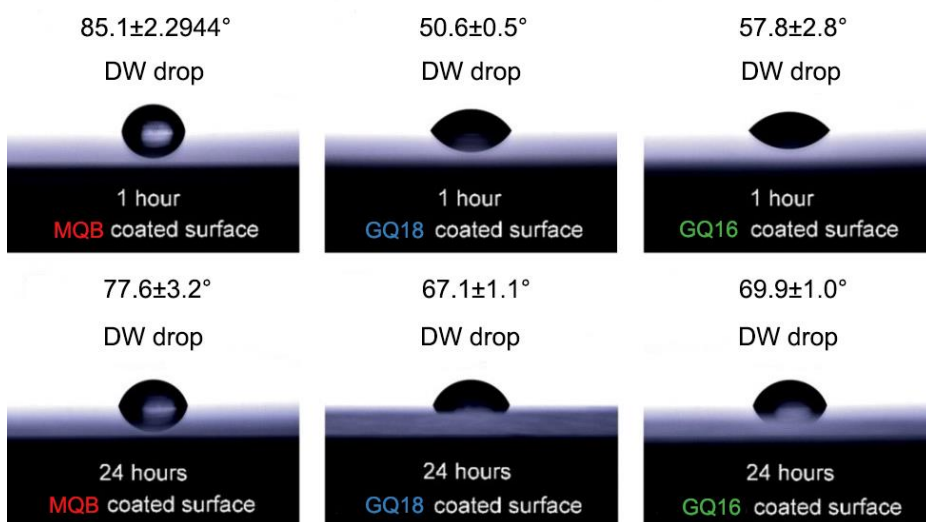 85.1±2.2944°
DW drop
1 hour
MQB coated surface
50.6±0.5°
DW drop
1 hour
GQ18 coated surface
57.8±2.8°
DW drop
1 hour
GQ16 coated surface
77.6±3.2°
DW drop
24 hours
MQB coated surface
67.1±1.1°
DW drop
24 hours
GQ18 coated surface
69.9±1.0°
DW drop
24 hours
GQ16 coated surface